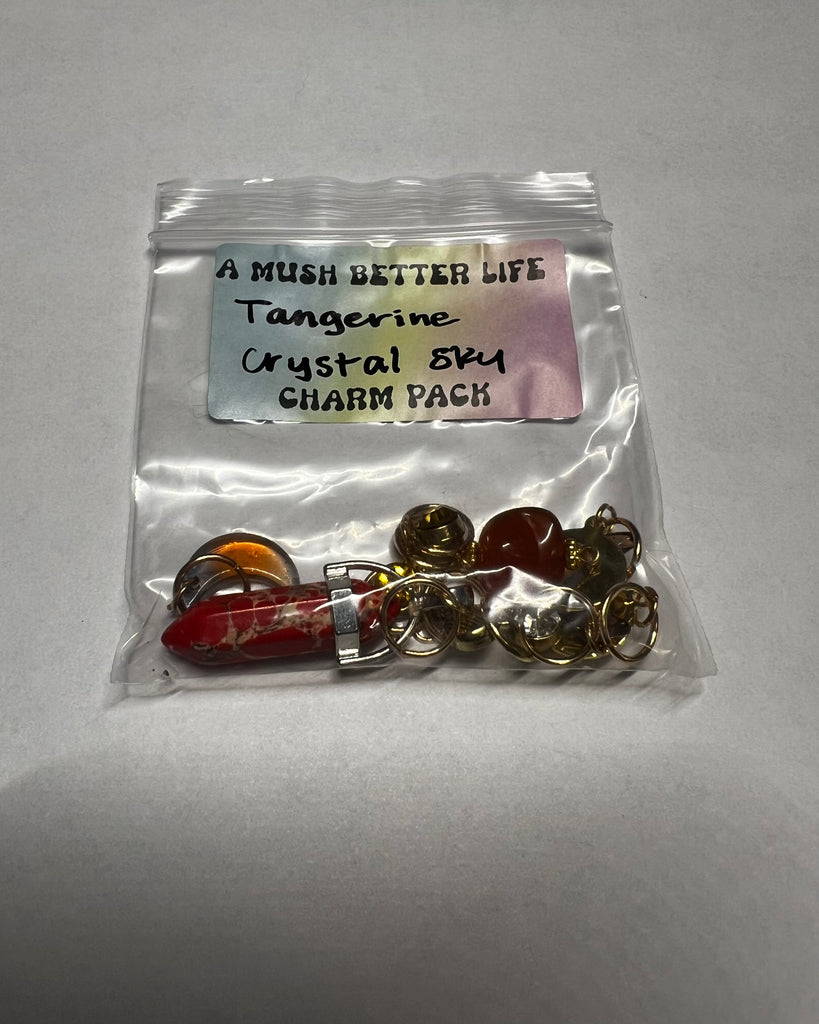 A MUSH BETTER LIFE
Tangerine
Crystal Sky
CHARM PACK